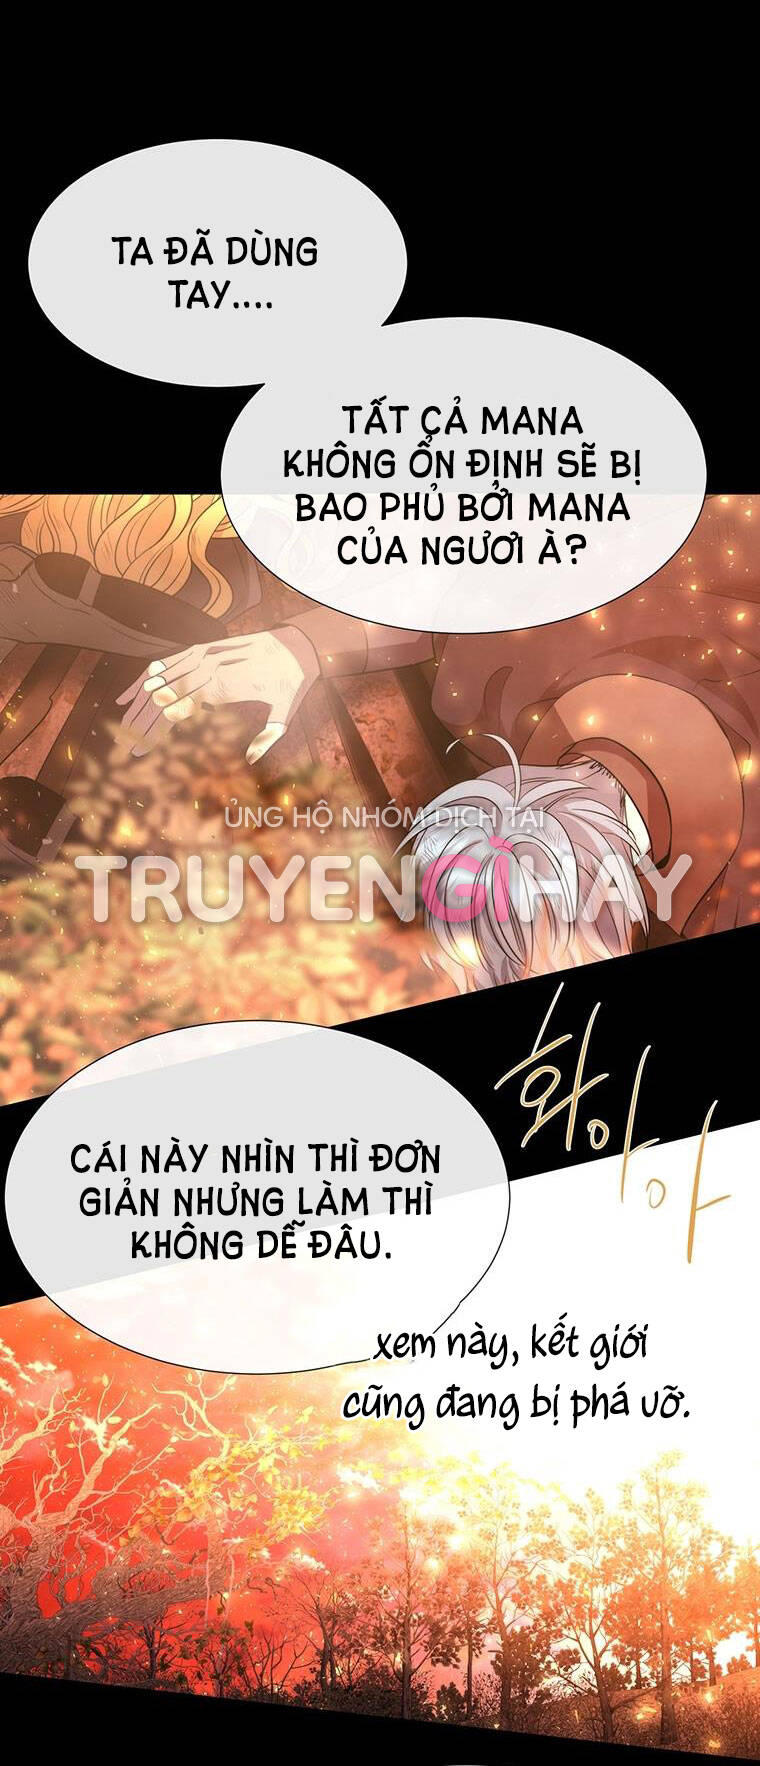 TA ĐÃ DÙNG
TAY....
TẤT CẢ MANA
KHÔNG ỔN ĐỊNH SẼ BỊ
BAO PHỦ BỞI MANA
CỦA NGƯƠI À?
ỦNG HỘ NHÓM DỊCH TẠI
TRUYENGIHAY
화아아
CÁI NÀY NHÌN THÌ ĐƠN
GIẢN NHƯNG LÀM THÌ
KHÔNG DỄ ĐÂU.
xem này, kết giới
cũng đang bị phá vỡ.